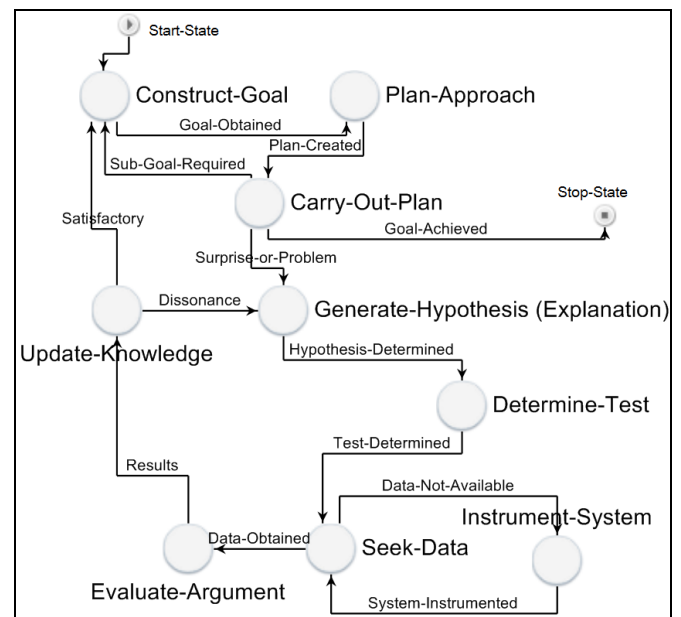 Start-State
Construct-Goal
Plan-Approach
Goal-Obtained
Plan-Created
Sub-Goal-Required
Carry-Out-Plan
Stop-State
Satisfactory
Goal-Achieved
Surprise-or-Problem
Dissonance
Generate-Hypothesis (Explanation)
Update-Knowledge
Hypothesis-Determined
Determine-Test
Test-Determined
Results
Data-Not-Available
Instrument-System
Data-Obtained
Seek-Data
Evaluate-Argument
System-Instrumented